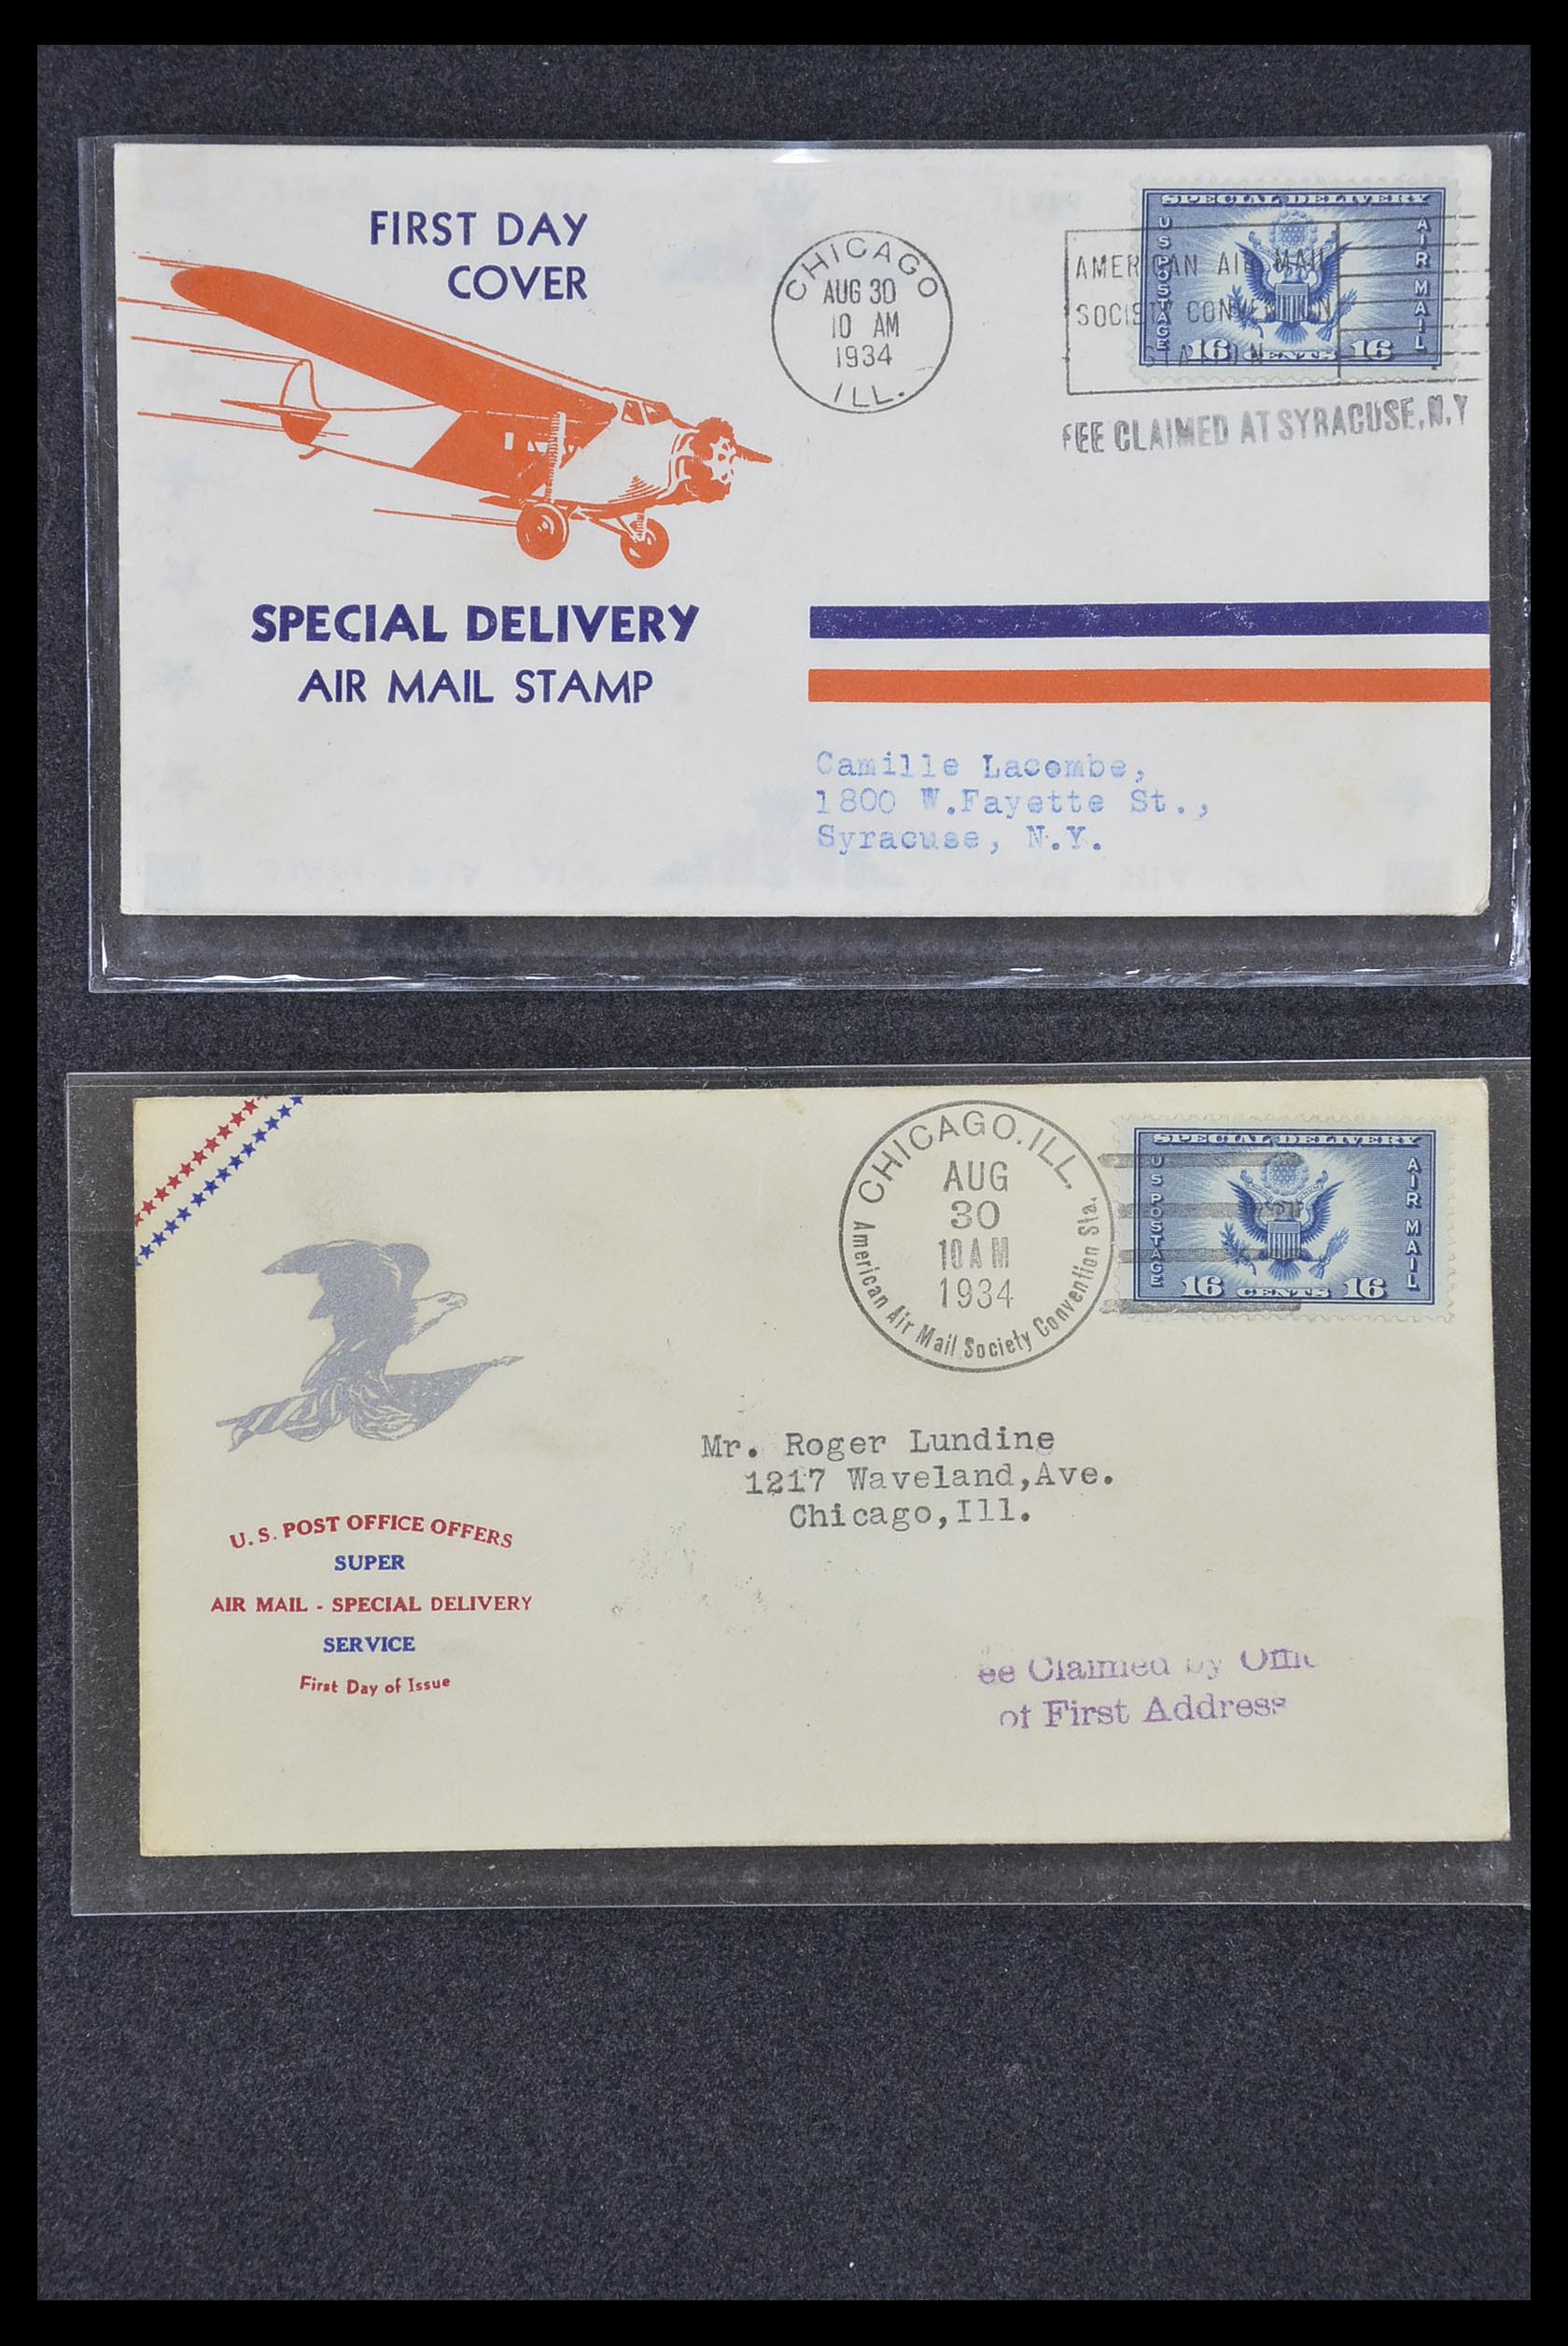 FIRST DAY
COVER
CHICAGO
AUG 30
10 AM
1934
ILL.
AMERICAN AIR MAIL
SOCIETY CONVENTION
STATION
SPECIAL DELIVERY
U S POSTAGE
AIR MAIL
16 CENTS 16
FEE CLAIMED AT SYRACUSE, N.Y
SPECIAL DELIVERY
AIR MAIL STAMP
Camille Lacombe,
1800 W.Fayette St.,
Syracuse, N.Y.
CHICAGO, ILL.
AUG
30
10 AM
1934
American Air Mail Society Convention Sta.
SPECIAL DELIVERY
U S POSTAGE
AIR MAIL
16 CENTS 16
Mr. Roger Lundine
1217 Waveland,Ave.
Chicago,Ill.
U. S. POST OFFICE OFFERS
SUPER
AIR MAIL - SPECIAL DELIVERY
SERVICE
First Day of Issue
ee Claimed by Offic
of First Address